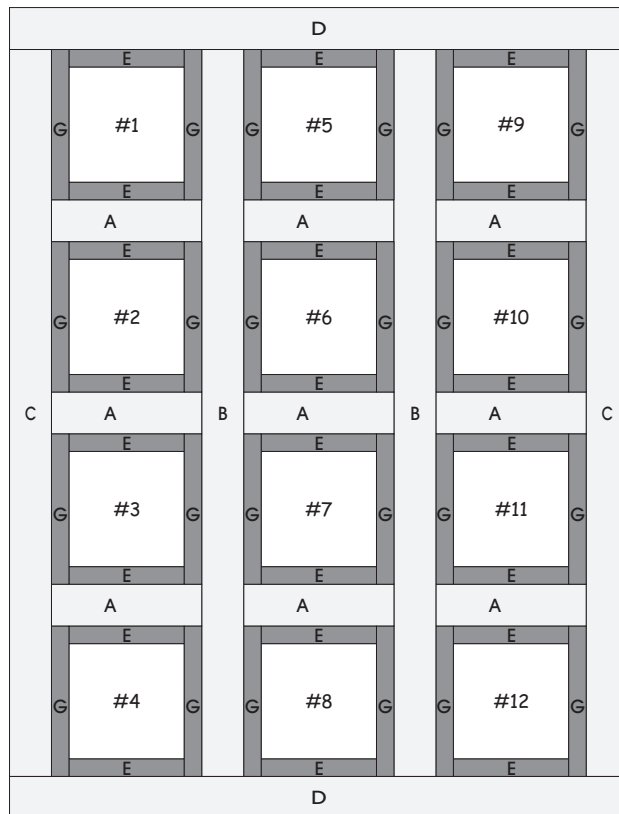 D
E E E
G #1 G G #5 G G #9 G
E E E
A A A
E E E
G #2 G G #6 G G #10 G
E E E
C A B A B A C
E E E
G #3 G G #7 G G #11 G
E E E
A A A
E E E
G #4 G G #8 G G #12 G
E E E
D